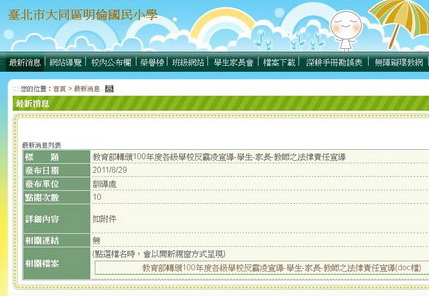 臺北市大同區明倫國民小學
最新消息 網站導覽 校內公布欄 榮譽榜 班級網站 學生家長會 檔案下載 深耕手冊勘誤表 無障礙環教網
::: 您的位置：首頁 > 最新消息
最新消息
最新消息列表
標 題 教育部轉頒100年度各級學校反霸凌宣導-學生-家長-教師之法律責任宣導
發布日期 2011/8/29
發布單位 訓導處
點閱次數 10
詳細內容 如附件
相關連結 無
相關檔案 (點選檔名時，會以開新視窗方式呈現)
教育部轉頒100年度各級學校反霸凌宣導-學生-家長-教師之法律責任宣導(doc檔)